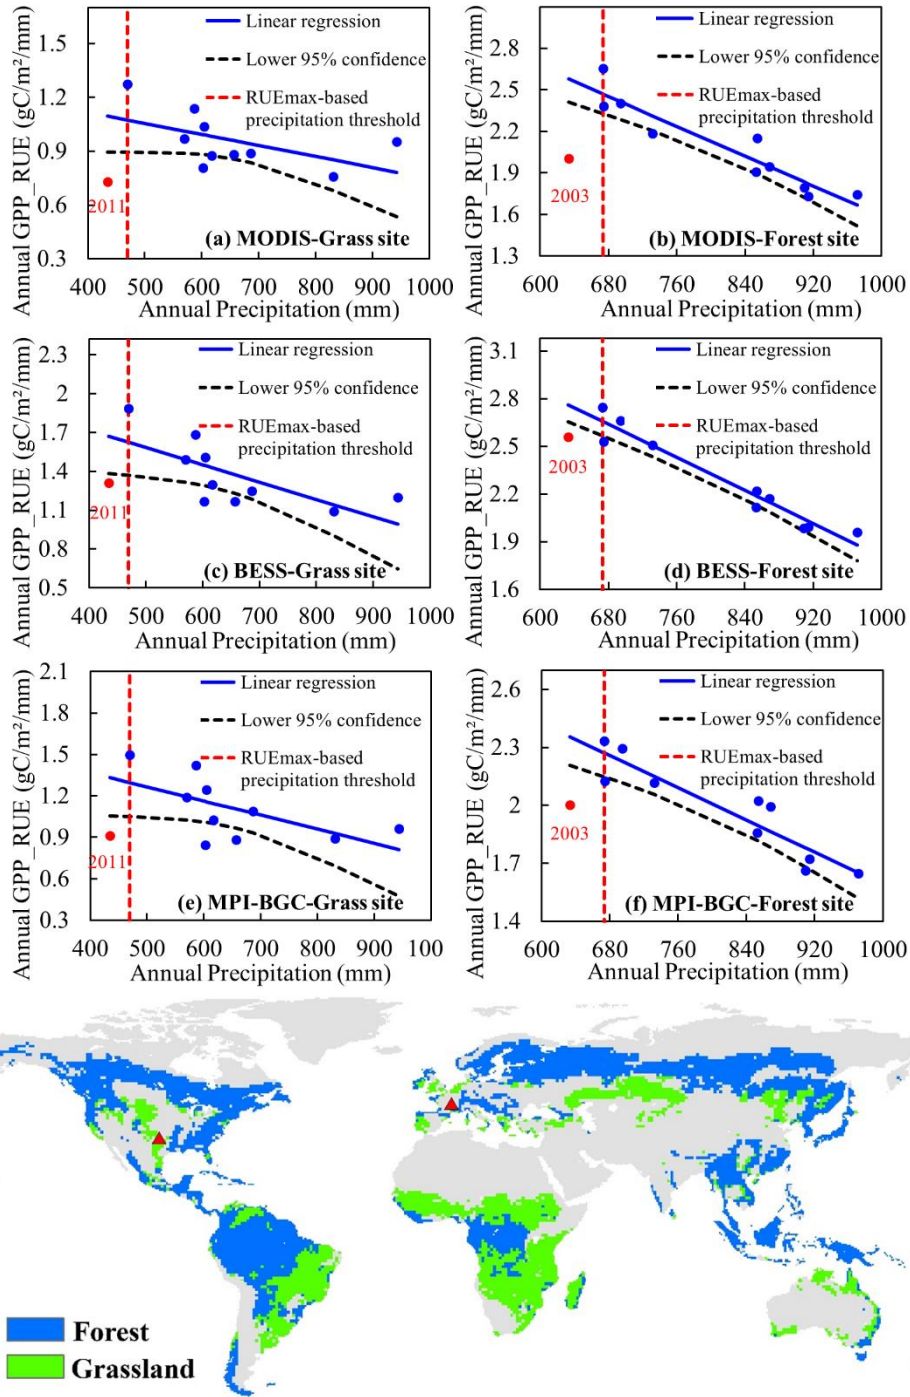 Annual GPP_RUE (gC/m²/mm)
1.5
1.2
0.9
0.6
0.3
Linear regression
Lower 95% confidence
RUEmax-based
precipitation threshold
2011
(a) MODIS-Grass site
400 500 600 700 800 900 1000
Annual Precipitation (mm)
Annual GPP_RUE (gC/m²/mm)
2.9
2.5
2.1
1.7
1.3
Linear regression
Lower 95% confidence
RUEmax-based
precipitation threshold
2003
(b) MODIS-Forest site
600 680 760 840 920 1000
Annual Precipitation (mm)
Annual GPP_RUE (gC/m²/mm)
2.3
2
1.7
1.4
1.1
0.8
0.5
Linear regression
Lower 95% confidence
RUEmax-based
precipitation threshold
2011
(c) BESS-Grass site
400 500 600 700 800 900 1000
Annual Precipitation (mm)
Annual GPP_RUE (gC/m²/mm)
3.1
2.8
2.5
2.2
1.9
1.6
Linear regression
Lower 95% confidence
RUEmax-based
precipitation threshold
2003
(d) BESS-Forest site
600 680 760 840 920 1000
Annual Precipitation (mm)
Annual GPP_RUE (gC/m²/mm)
2.1
1.8
1.5
1.2
0.9
0.6
0.3
Linear regression
Lower 95% confidence
RUEmax-based
precipitation threshold
2011
(e) MPI-BGC-Grass site
400 500 600 700 800 900 100
Annual Precipitation (mm)
Annual GPP_RUE (gC/m²/mm)
2.6
2.3
2
1.7
1.4
Linear regression
Lower 95% confidence
RUEmax-based
precipitation threshold
2003
(f) MPI-BGC-Forest site
600 680 760 840 920 1000
Annual Precipitation (mm)
Forest
Grassland